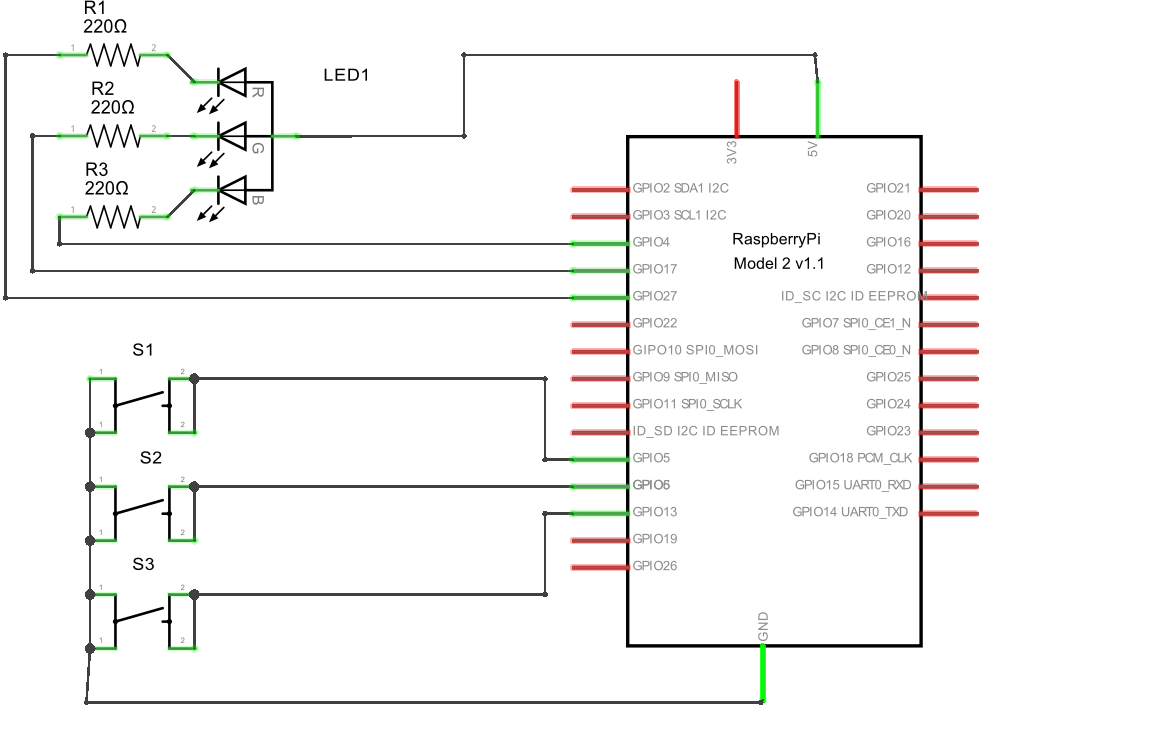 R1
220Ω
1 2
R
R2
220Ω
1 2
G
R3
220Ω
1 2
B
LED1
3V3
5V
GPIO2 SDA1 I2C
GPIO3 SCL1 I2C
GPIO4
GPIO17
GPIO27
GPIO22
GIPO10 SPI0_MOSI
GPIO9 SPI0_MISO
GPIO11 SPI0_SCLK
ID_SD I2C ID EEPROM
GPIO5
GPIO6
GPIO13
GPIO19
GPIO26
RaspberryPi
Model 2 v1.1
GPIO21
GPIO20
GPIO16
GPIO12
ID_SC I2C ID EEPROM
GPIO7 SPI0_CE1_N
GPIO8 SPI0_CE0_N
GPIO25
GPIO24
GPIO23
GPIO18 PCM_CLK
GPIO15 UART0_RXD
GPIO14 UART0_TXD
GND
S1
1 2
1 2
S2
1 2
1 2
S3
1 2
1 2